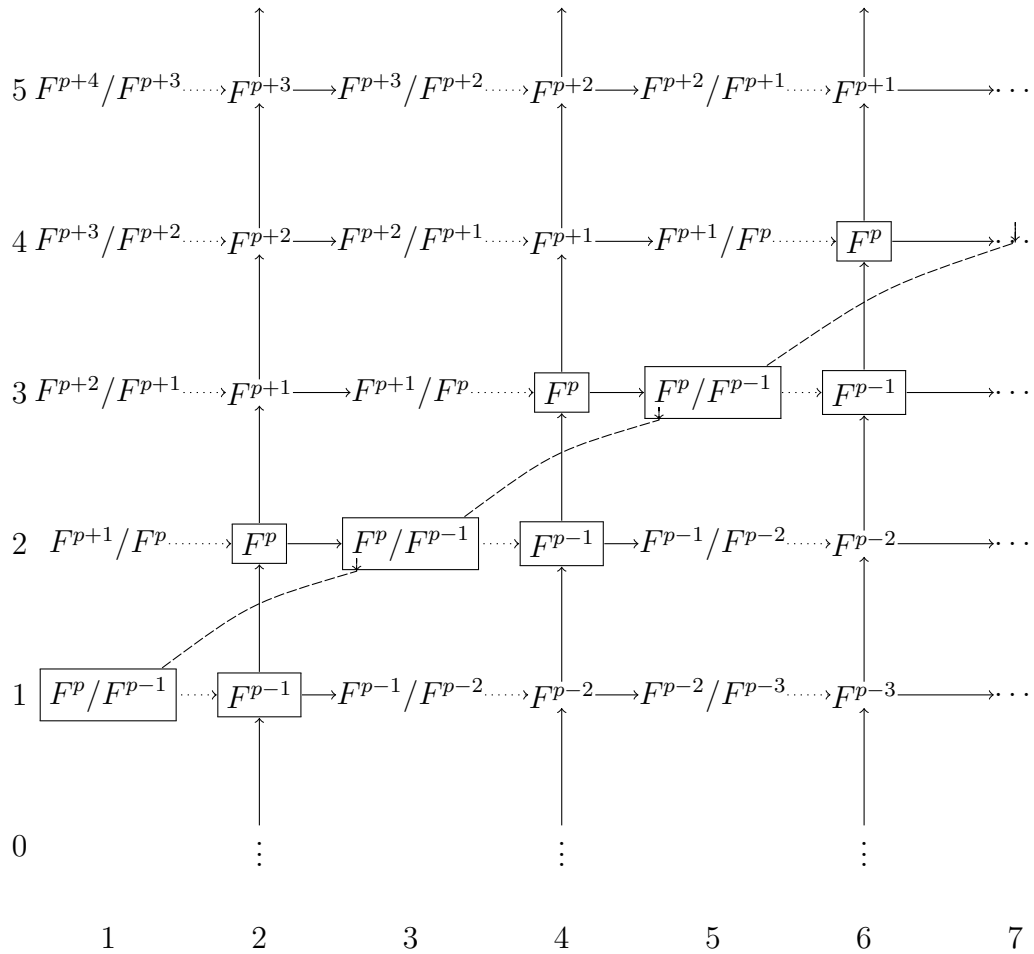 5 F^{p+4}/F^{p+3} F^{p+3} F^{p+3}/F^{p+2} F^{p+2} F^{p+2}/F^{p+1} F^{p+1} ⋯
4 F^{p+3}/F^{p+2} F^{p+2} F^{p+2}/F^{p+1} F^{p+1} F^{p+1}/F^{p} F^{p} ⋯
3 F^{p+2}/F^{p+1} F^{p+1} F^{p+1}/F^{p} F^{p} F^{p}/F^{p-1} F^{p-1} ⋯
2 F^{p+1}/F^{p} F^{p} F^{p}/F^{p-1} F^{p-1} F^{p-1}/F^{p-2} F^{p-2} ⋯
1 F^{p}/F^{p-1} F^{p-1} F^{p-1}/F^{p-2} F^{p-2} F^{p-2}/F^{p-3} F^{p-3} ⋯
0 ⋮ ⋮ ⋮
1 2 3 4 5 6 7